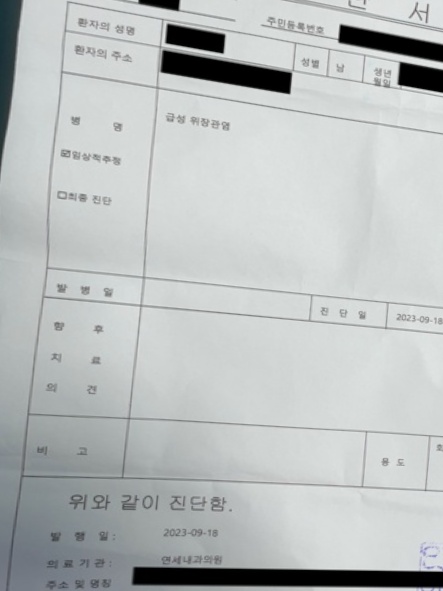 단 서
주민등록번호
환자의 성명
환자의 주소
성별 남 생년월일
병 명 급성 위장관염
☑임상적추정
☐최종 진단
발 병 일 진 단 일 2023-09-18
향 후
치 료
의 견
비 고 용 도
위와 같이 진단함.
발 행 일: 2023-09-18
의료기관: 연세내과의원
주소 및 명칭